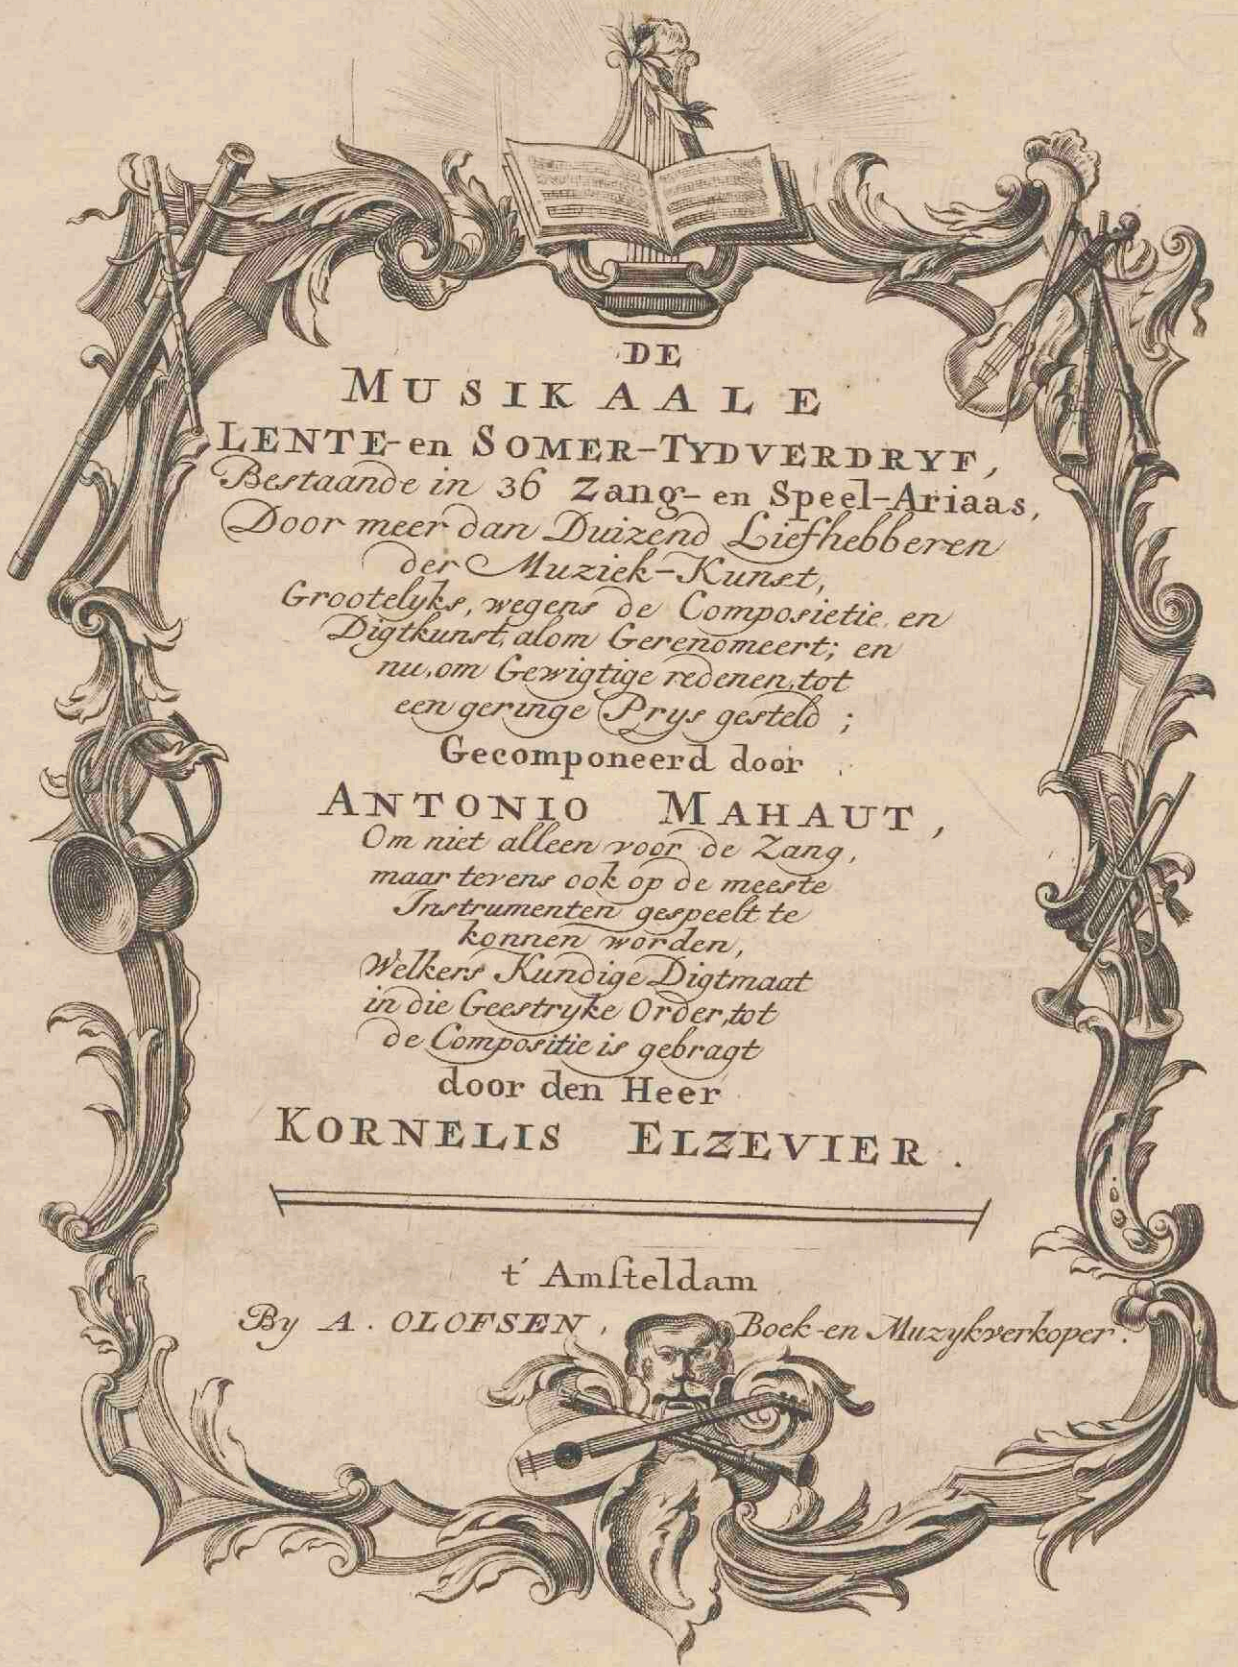 DE
MUSIKAALE
LENTE- en SOMER-TYDVERDRYF,
Bestaande in 36 Zang- en Speel-Ariaas,
Door meer dan Duizend Liefhebberen
der Muziek-Kunst,
Grootelyks, wegens de Composietie, en
Digtkunst, alom Gerenomeert; en
nu, om Gewigtige redenen, tot
een geringe Prys gesteld ;
Gecomponeerd door
ANTONIO MAHAUT,
Om niet alleen voor de Zang,
maar tevens ook op de meeste
Instrumenten gespeelt te
konnen worden,
Welkers Kundige Digtmaat
in die Geestryke Order, tot
de Compositie is gebragt
door den Heer
KORNELIS ELZEVIER.
t' Amſteldam
By A. OLOFSEN, Boek-en Muzykverkoper.